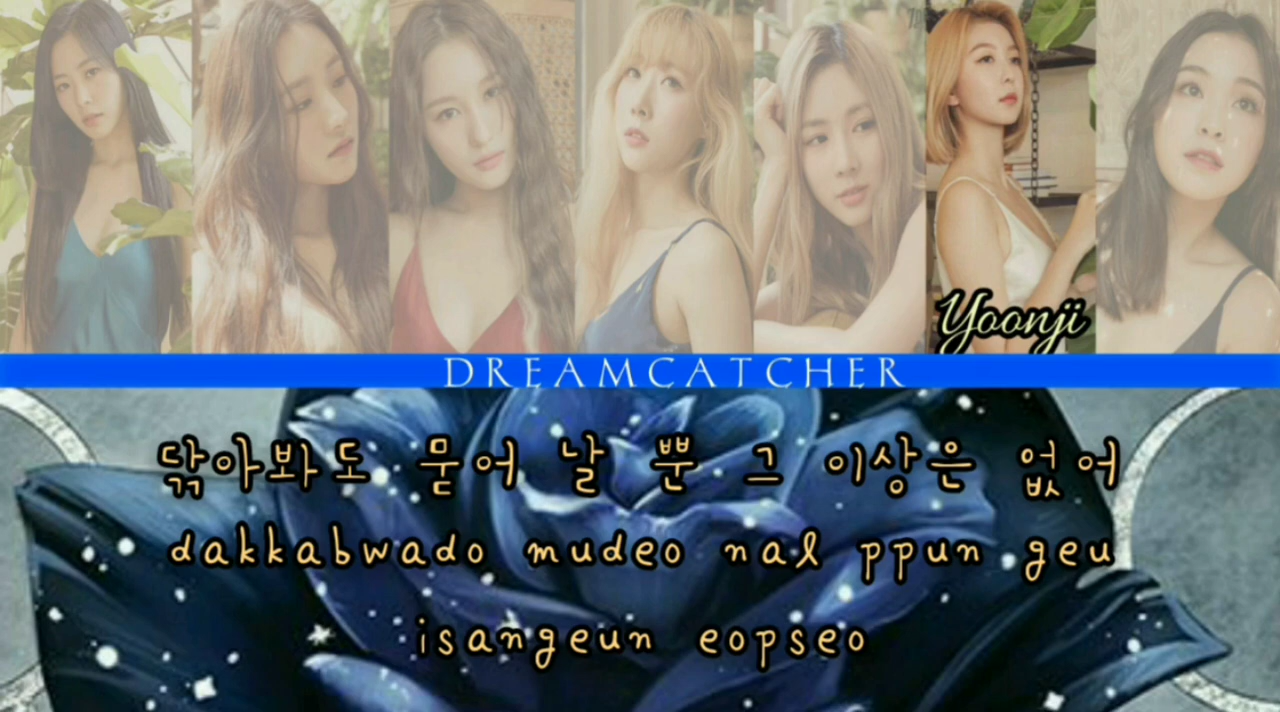 Yoonji
DREAMCATCHER
닦아봐도 묻어 날 뿐 그 이상은 없어
dakkabwado mudeo nal ppun geu
isangeun eopseo